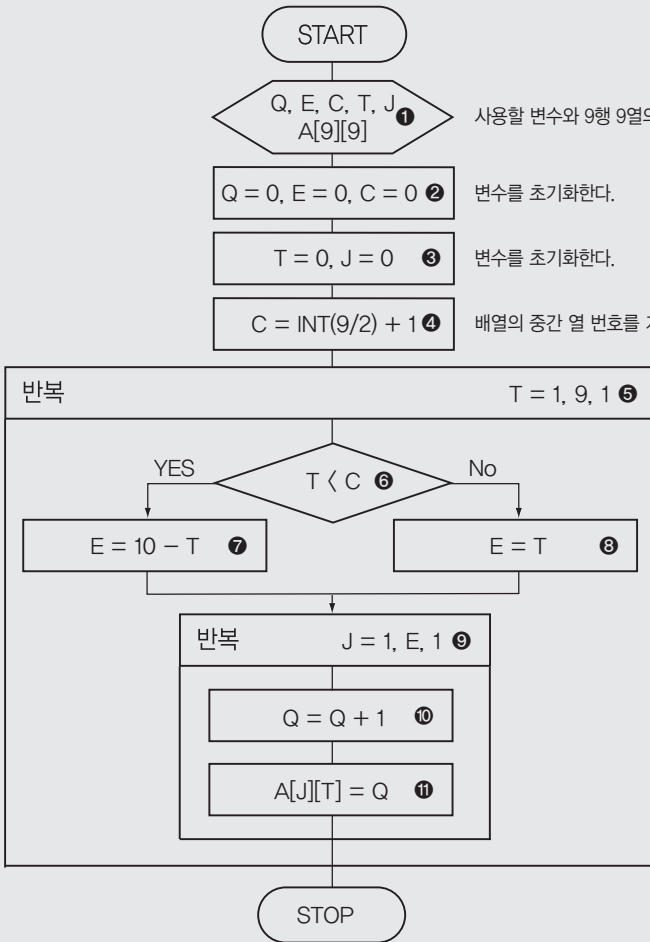 START
Q, E, C, T, J ❶
A[9][9]
사용할 변수와 9행 9열의
Q = 0, E = 0, C = 0 ❷
변수를 초기화한다.
T = 0, J = 0 ❸
변수를 초기화한다.
C = INT(9/2) + 1 ❹
배열의 중간 열 번호를
반복 T = 1, 9, 1 ❺
YES
T 〈 C ❻
No
E = 10 − T ❼
E = T ❽
반복 J = 1, E, 1 ❾
Q = Q + 1 ❿
A[J][T] = Q ⓫
STOP